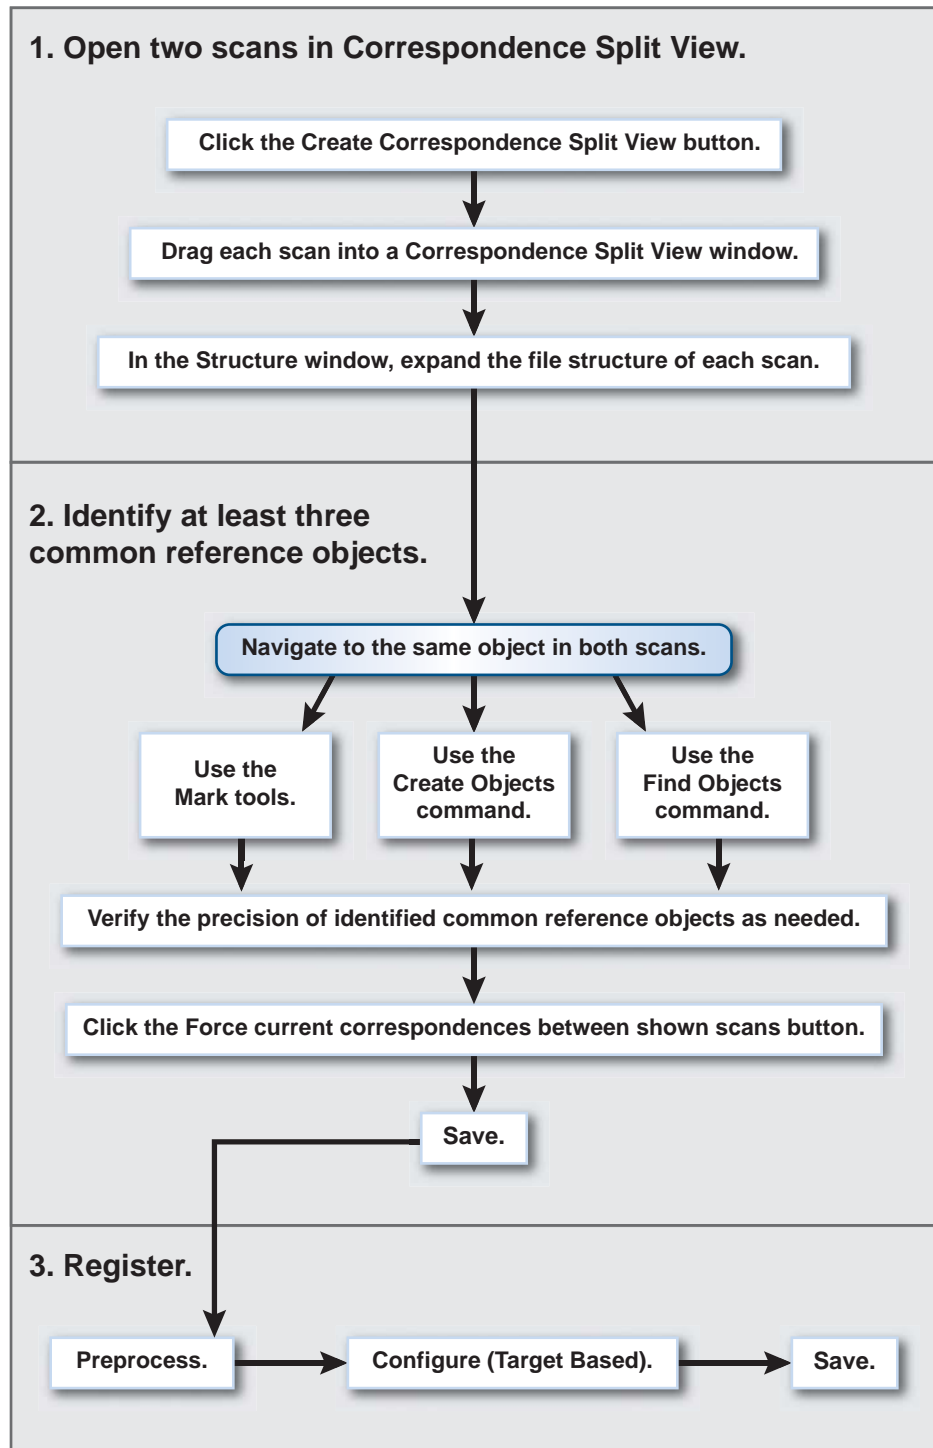 1. Open two scans in Correspondence Split View.
Click the Create Correspondence Split View button.
Drag each scan into a Correspondence Split View window.
In the Structure window, expand the file structure of each scan.
2. Identify at least three
common reference objects.
Navigate to the same object in both scans.
Use the
Mark tools.
Use the
Create Objects
command.
Use the
Find Objects
command.
Verify the precision of identified common reference objects as needed.
Click the Force current correspondences between shown scans button.
Save.
3. Register.
Preprocess.
Configure (Target Based).
Save.